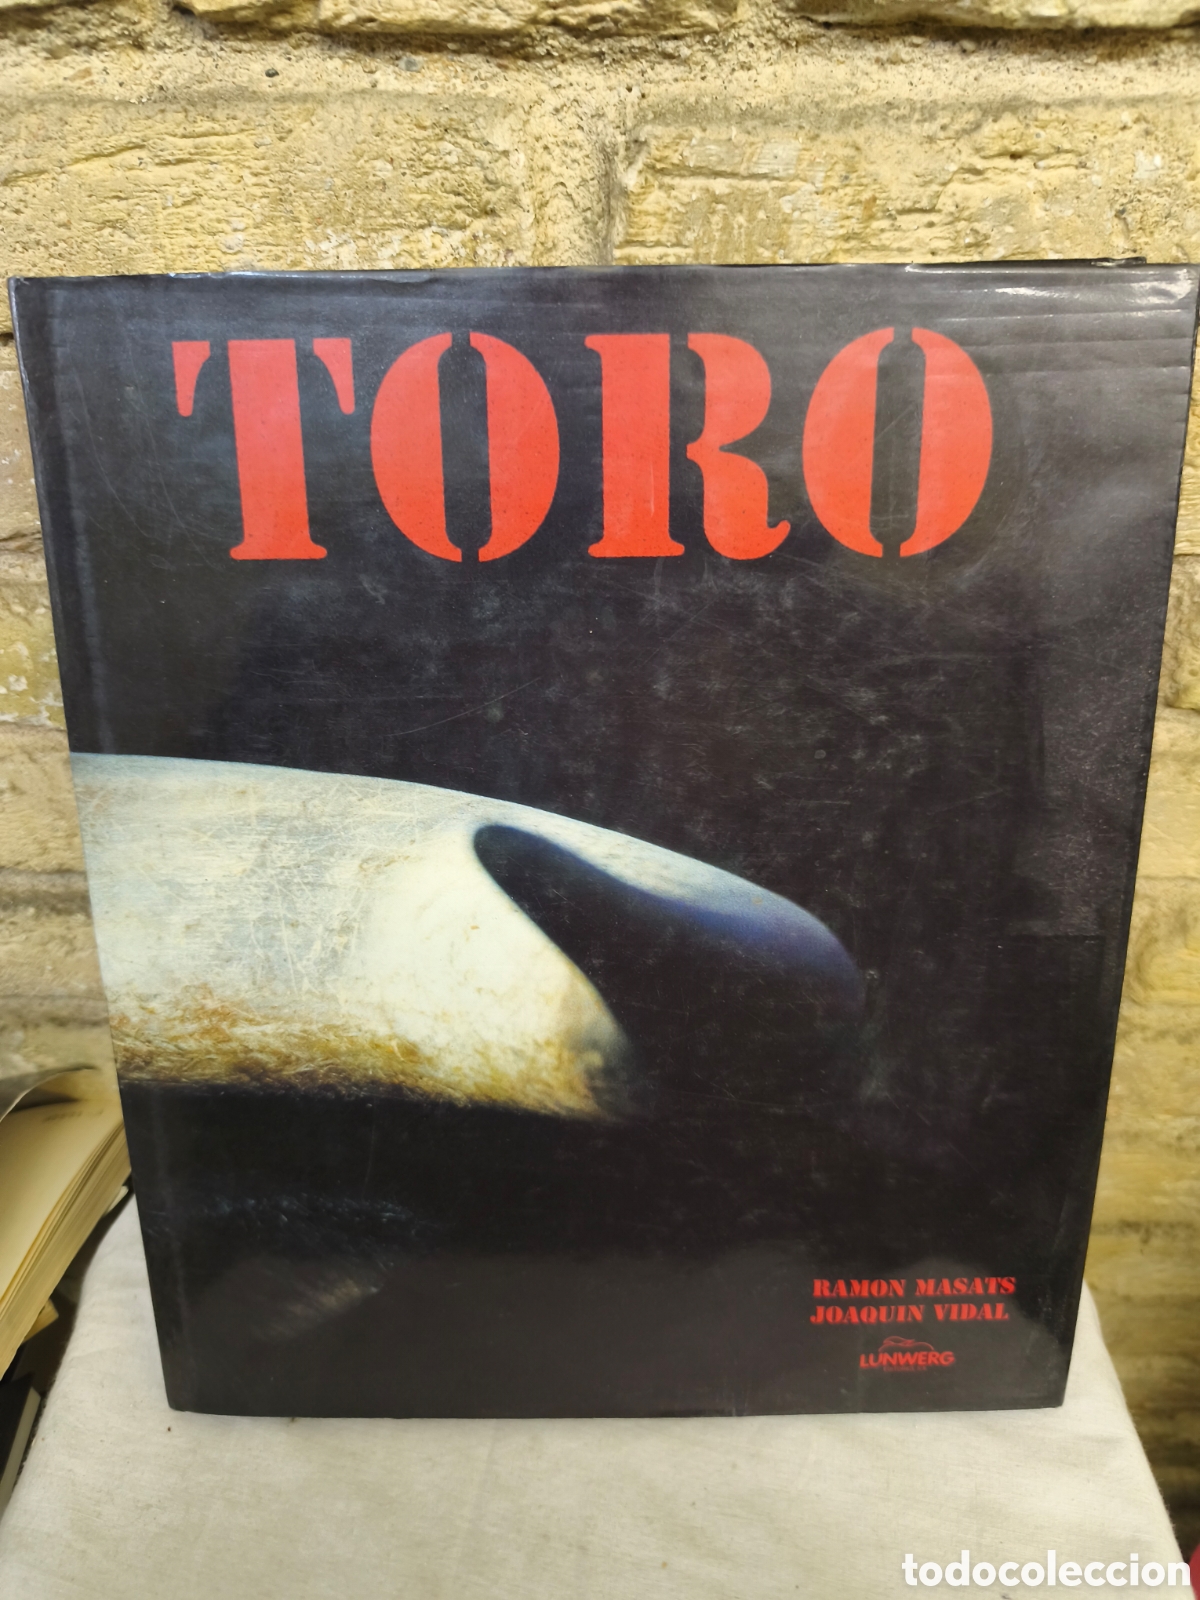 TORO
RAMON MASATS
JOAQUIN VIDAL
LUNWERG
todocoleccion